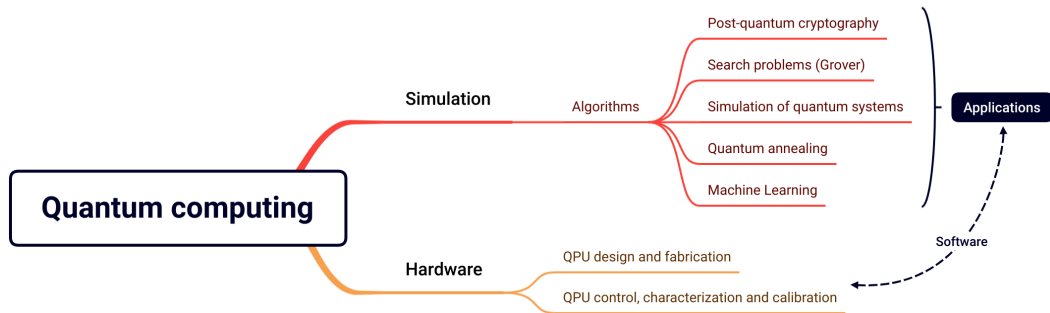 Post-quantum cryptography
Search problems (Grover)
Simulation
Algorithms
Simulation of quantum systems
Applications
Quantum annealing
Machine Learning
Quantum computing
Software
QPU design and fabrication
Hardware
QPU control, characterization and calibration